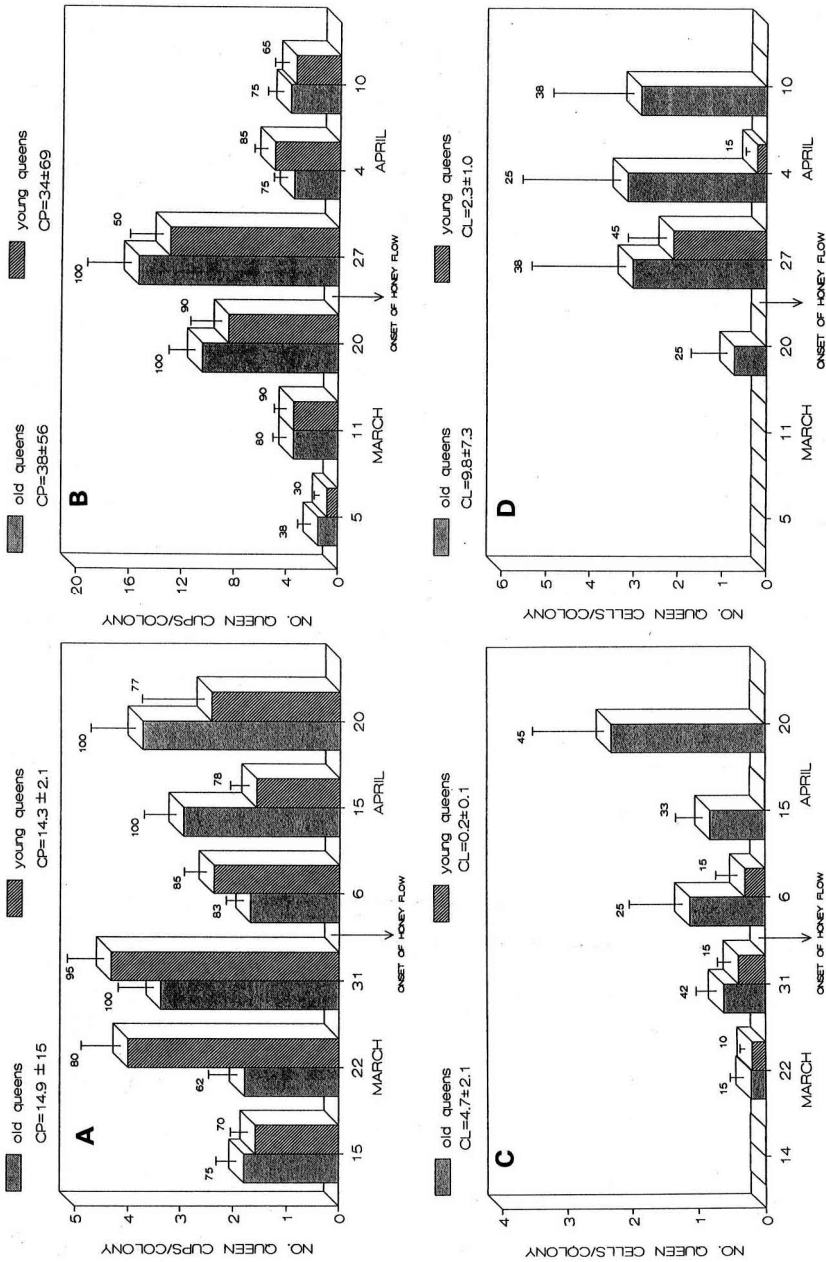 old queens
CP=14.9 ±15
young queens
CP=14.3 ± 2.1
A
NO. QUEEN CUPS/COLONY
5
4
3
2
1
0
75
70
62
80
100
95
83
85
100
78
100
77
15
22
31
6
15
20
MARCH
APRIL
ONSET OF HONEY FLOW
old queens
CP=38±56
young queens
CP=34±69
B
NO. QUEEN CUPS/COLONY
20
16
12
8
4
0
38
30
80
90
100
90
100
50
75
85
75
65
5
11
20
27
4
10
MARCH
APRIL
ONSET OF HONEY FLOW
old queens
CL=4.7±2.1
young queens
CL=0.2±0.1
C
NO. QUEEN CELLS/COLONY
4
3
2
1
0
15
10
42
15
25
15
33
45
14
22
31
6
15
20
MARCH
APRIL
ONSET OF HONEY FLOW
old queens
CL=9.8±7.3
young queens
CL=2.3±1.0
D
NO. QUEEN CELLS/COLONY
6
5
4
3
2
1
0
25
38
45
25
15
38
5
11
20
27
4
10
MARCH
APRIL
ONSET OF HONEY FLOW